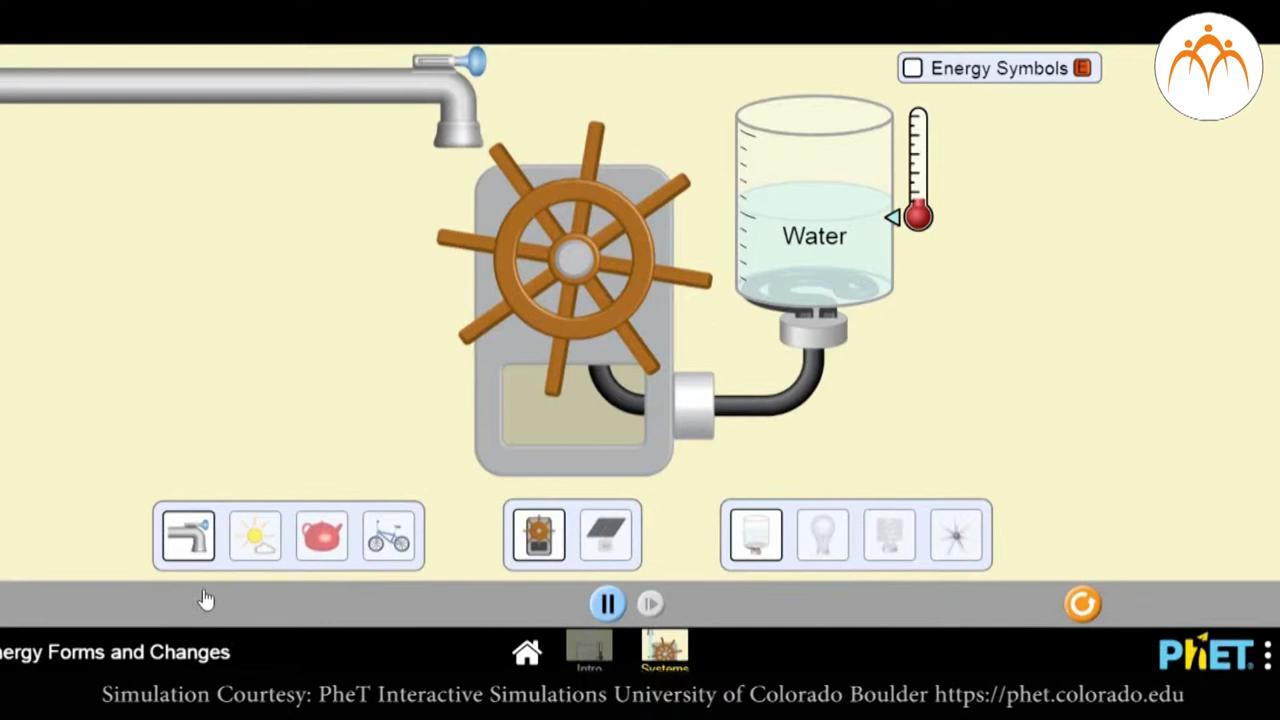 Energy Symbols E
Water
nergy Forms and Changes
Intro
Systems
PhET
Simulation Courtesy: PheT Interactive Simulations University of Colorado Boulder https://phet.colorado.edu